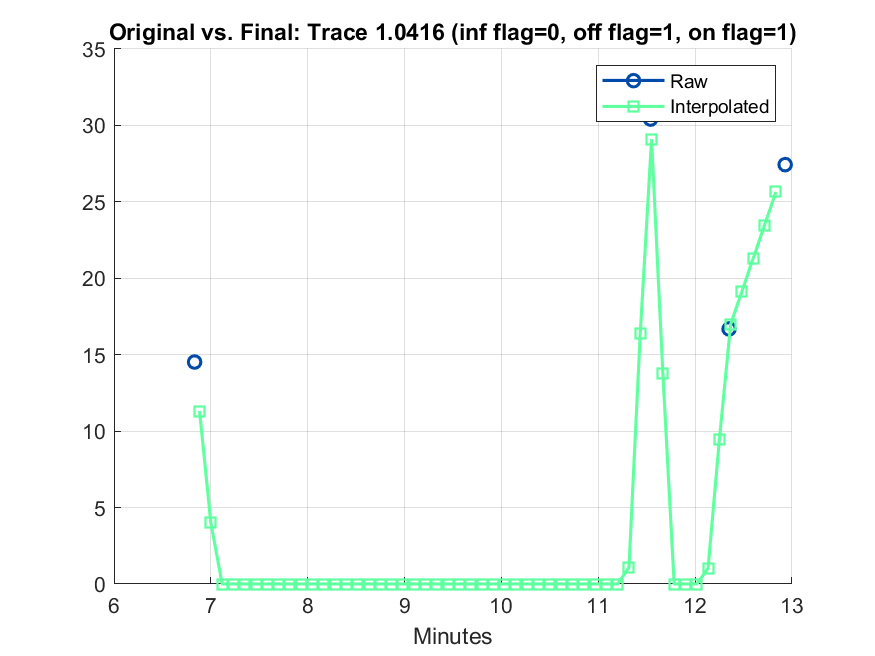 Original vs. Final: Trace 1.0416 (inf flag=0, off flag=1, on flag=1)
35
30
25
20
15
10
5
0
Raw
Interpolated
6 7 8 9 10 11 12 13
Minutes